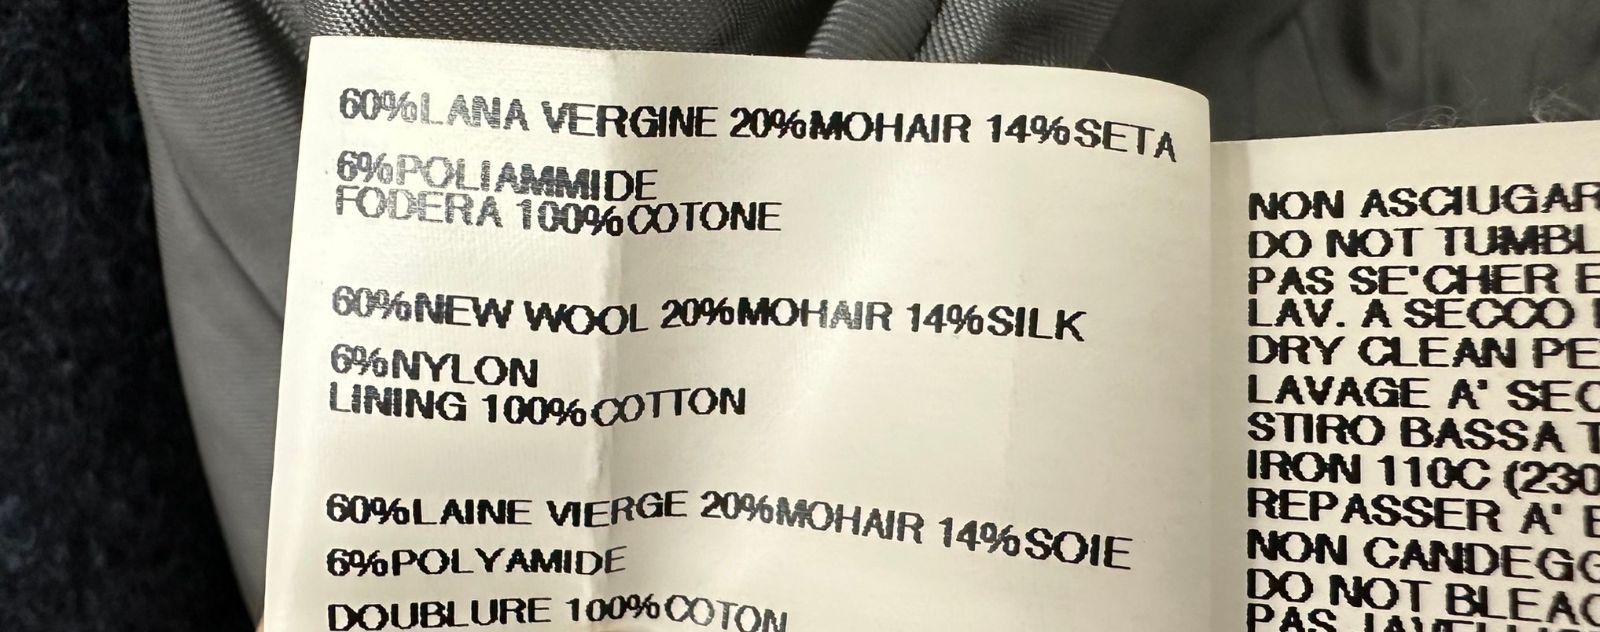 60%LANA VERGINE 20%MOHAIR 14%SETA
6%POLIAMMIDE
FODERA 100%COTONE
60%NEW WOOL 20%MOHAIR 14%SILK
6%NYLON
LINING 100%COTTON
60%LAINE VIERGE 20%MOHAIR 14%SOIE
6%POLYAMIDE
DOUBLURE 100%COTON
NON ASCIUGAR
DO NOT TUMBL
PAS SE'CHER E
LAV. A SECCO
DRY CLEAN PE
LAVAGE A' SEC
STIRO BASSA T
IRON 110C (230
REPASSER A'
NON CANDEGG
DO NOT BLEAC
PAS